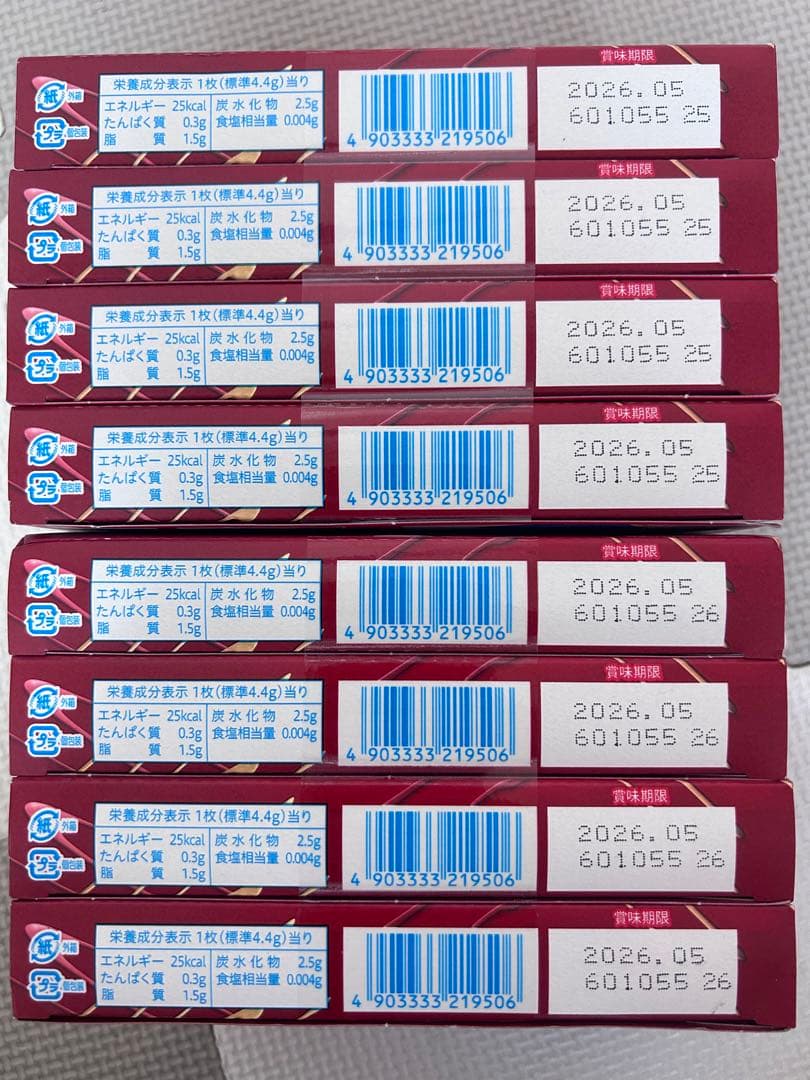 賞味期限
紙 外箱
プラ 個包装
栄養成分表示 1枚(標準4.4g)当り
エネルギー 25kcal 炭水化物 2.5g
たんぱく質 0.3g 食塩相当量 0.004g
脂質 1.5g
4 903333 219506
2026.05
601055 25
賞味期限
紙 外箱
プラ 個包装
栄養成分表示 1枚(標準4.4g)当り
エネルギー 25kcal 炭水化物 2.5g
たんぱく質 0.3g 食塩相当量 0.004g
脂質 1.5g
4 903333 219506
2026.05
601055 25
賞味期限
紙 外箱
プラ 個包装
栄養成分表示 1枚(標準4.4g)当り
エネルギー 25kcal 炭水化物 2.5g
たんぱく質 0.3g 食塩相当量 0.004g
脂質 1.5g
4 903333 219506
2026.05
601055 25
賞味期限
紙 外箱
プラ 個包装
栄養成分表示 1枚(標準4.4g)当り
エネルギー 25kcal 炭水化物 2.5g
たんぱく質 0.3g 食塩相当量 0.004g
脂質 1.5g
4 903333 219506
2026.05
601055 25
賞味期限
紙 外箱
プラ 個包装
栄養成分表示 1枚(標準4.4g)当り
エネルギー 25kcal 炭水化物 2.5g
たんぱく質 0.3g 食塩相当量 0.004g
脂質 1.5g
4 903333 219506
2026.05
601055 26
賞味期限
紙 外箱
プラ 個包装
栄養成分表示 1枚(標準4.4g)当り
エネルギー 25kcal 炭水化物 2.5g
たんぱく質 0.3g 食塩相当量 0.004g
脂質 1.5g
4 903333 219506
2026.05
601055 26
賞味期限
紙 外箱
プラ 個包装
栄養成分表示 1枚(標準4.4g)当り
エネルギー 25kcal 炭水化物 2.5g
たんぱく質 0.3g 食塩相当量 0.004g
脂質 1.5g
4 903333 219506
2026.05
601055 26
賞味期限
紙 外箱
プラ 個包装
栄養成分表示 1枚(標準4.4g)当り
エネルギー 25kcal 炭水化物 2.5g
たんぱく質 0.3g 食塩相当量 0.004g
脂質 1.5g
4 903333 219506
2026.05
601055 26